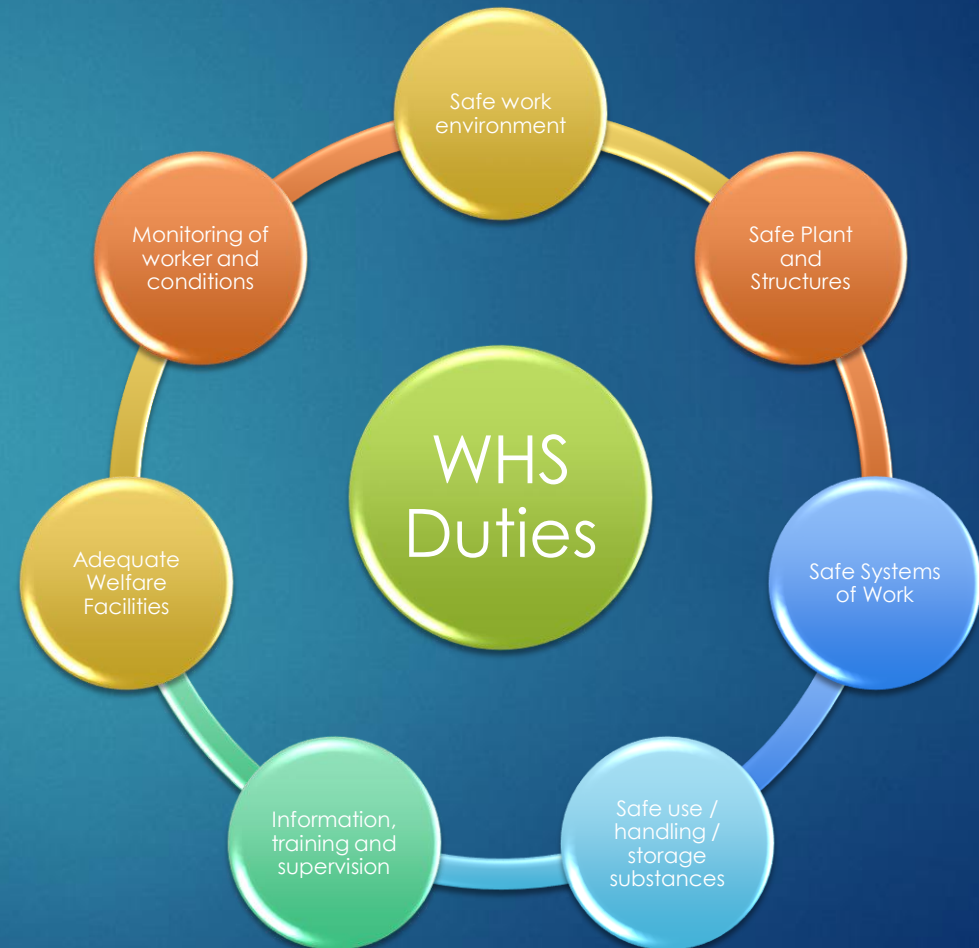 Safe work
environment
Safe Plant
and
Structures
Safe Systems
of Work
Safe use /
handling /
storage
substances
Information,
training and
supervision
Adequate
Welfare
Facilities
Monitoring of
worker and
conditions
WHS
Duties